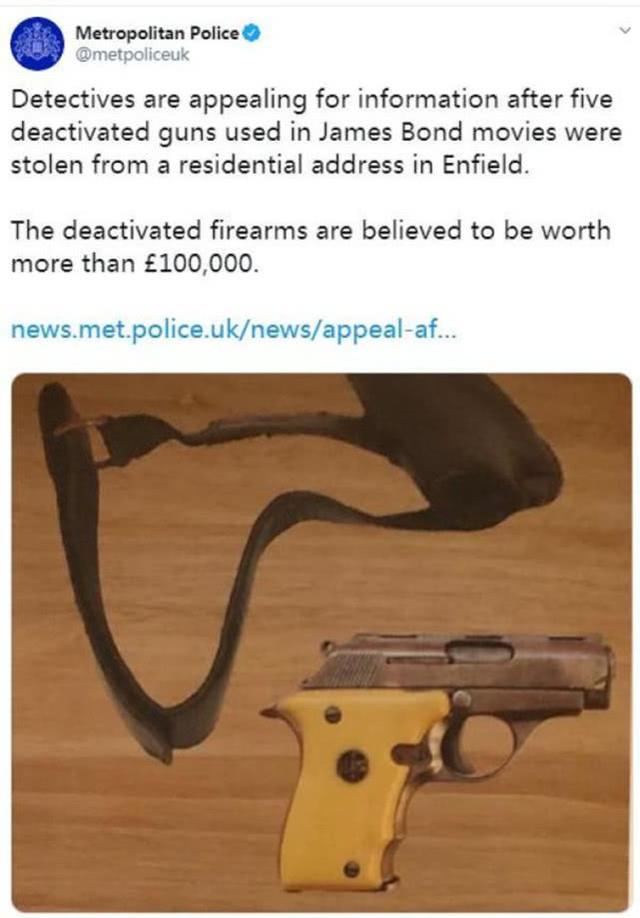 Metropolitan Police
@metpoliceuk
Detectives are appealing for information after five
deactivated guns used in James Bond movies were
stolen from a residential address in Enfield.
The deactivated firearms are believed to be worth
more than £100,000.
news.met.police.uk/news/appeal-af...